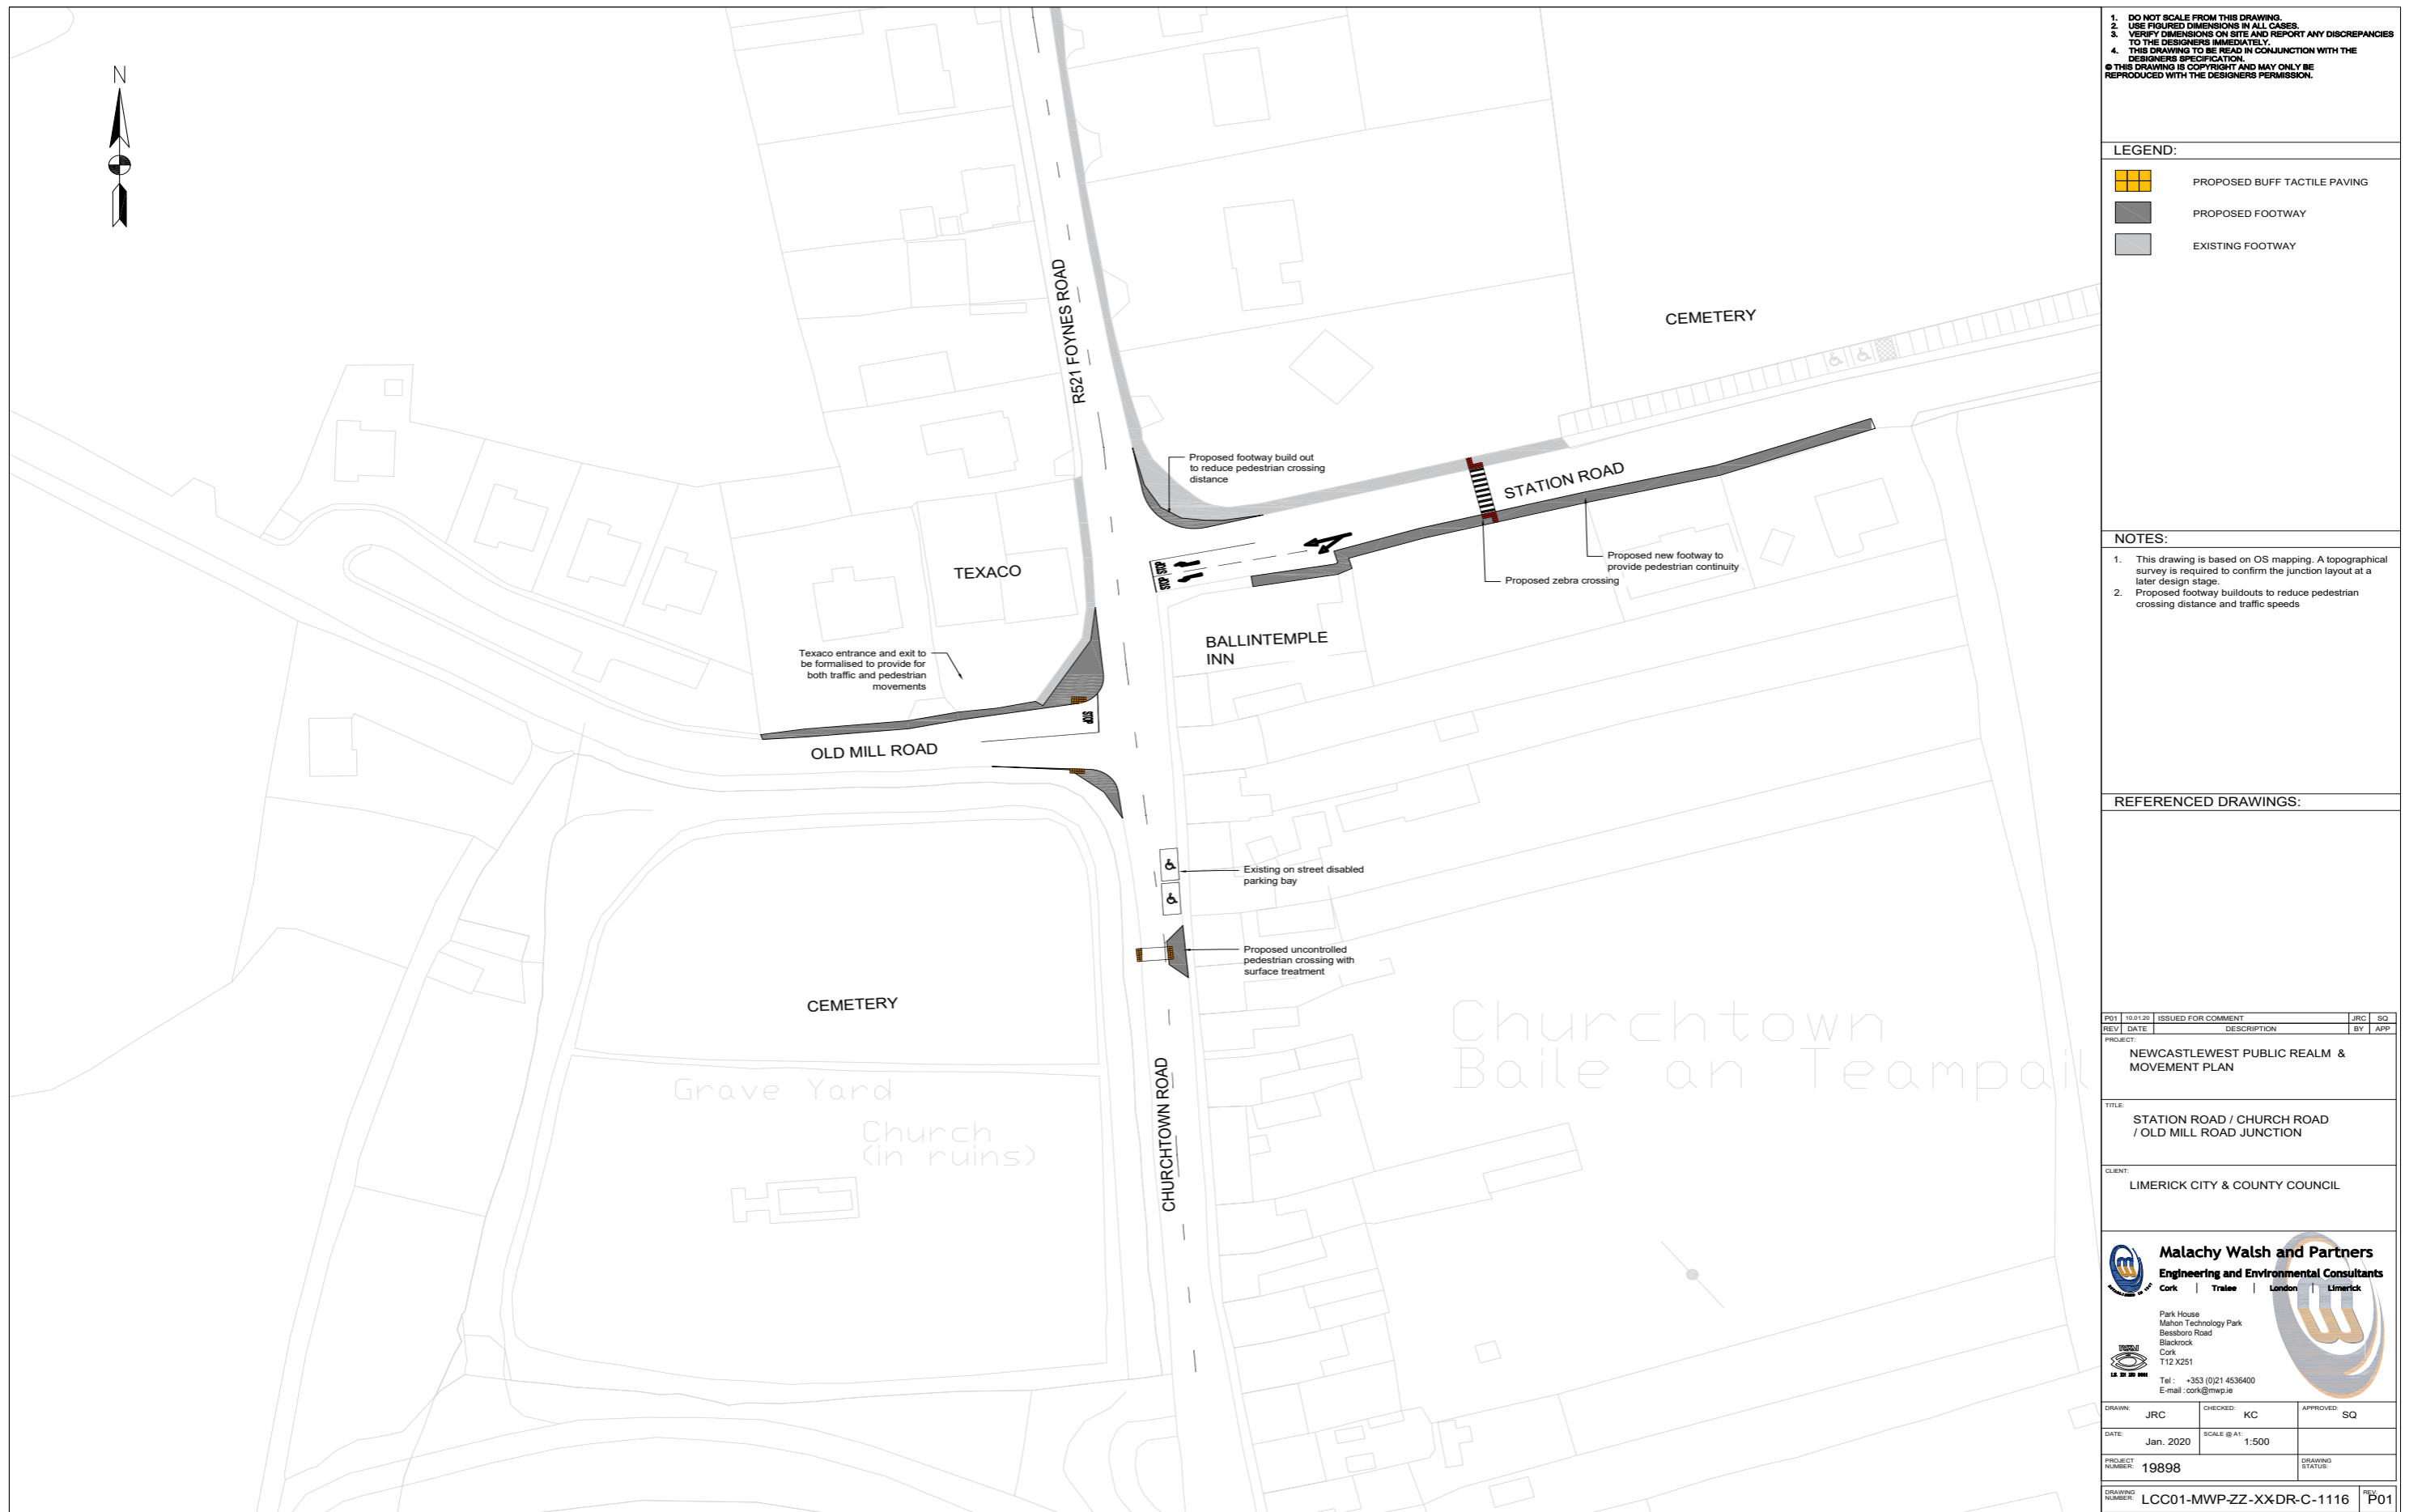 N
R521 FOYNES ROAD
CEMETERY
Proposed footway build out
to reduce pedestrian crossing
distance
STATION ROAD
Proposed new footway to
provide pedestrian continuity
Proposed zebra crossing
STOP
STOP
TEXACO
BALLINTEMPLE
INN
Texaco entrance and exit to
be formalised to provide for
both traffic and pedestrian
movements
STOP
OLD MILL ROAD
Existing on street disabled
parking bay
Proposed uncontrolled
pedestrian crossing with
surface treatment
CEMETERY
Churchtown
Baile an Teampail
Grave Yard
Church
(in ruins)
CHURCHTOWN ROAD
1. DO NOT SCALE FROM THIS DRAWING.
2. USE FIGURED DIMENSIONS IN ALL CASES.
3. VERIFY DIMENSIONS ON SITE AND REPORT ANY DISCREPANCIES
TO THE DESIGNERS IMMEDIATELY.
4. THIS DRAWING TO BE READ IN CONJUNCTION WITH THE
DESIGNERS SPECIFICATION.
© THIS DRAWING IS COPYRIGHT AND MAY ONLY BE
REPRODUCED WITH THE DESIGNERS PERMISSION.
LEGEND:
PROPOSED BUFF TACTILE PAVING
PROPOSED FOOTWAY
EXISTING FOOTWAY
NOTES:
1. This drawing is based on OS mapping. A topographical
survey is required to confirm the junction layout at a
later design stage.
2. Proposed footway buildouts to reduce pedestrian
crossing distance and traffic speeds
REFERENCED DRAWINGS:
P01 10.01.20 ISSUED FOR COMMENT JRC SQ
REV DATE DESCRIPTION BY APP
PROJECT:
NEWCASTLEWEST PUBLIC REALM &
MOVEMENT PLAN
TITLE:
STATION ROAD / CHURCH ROAD
/ OLD MILL ROAD JUNCTION
CLIENT:
LIMERICK CITY & COUNTY COUNCIL
Malachy Walsh and Partners
Engineering and Environmental Consultants
Cork | Tralee | London | Limerick
Park House
Mahon Technology Park
Bessboro Road
Blackrock
Cork
T12 X251
Tel : +353 (0)21 4536400
E-mail : cork@mwp.ie
DRAWN: JRC CHECKED: KC APPROVED: SQ
DATE: Jan. 2020 SCALE @ A1: 1:500
PROJECT NUMBER: 19898 DRAWING STATUS:
DRAWING NUMBER: LCC01-MWP-ZZ-XX-DR-C-1116 REV: P01